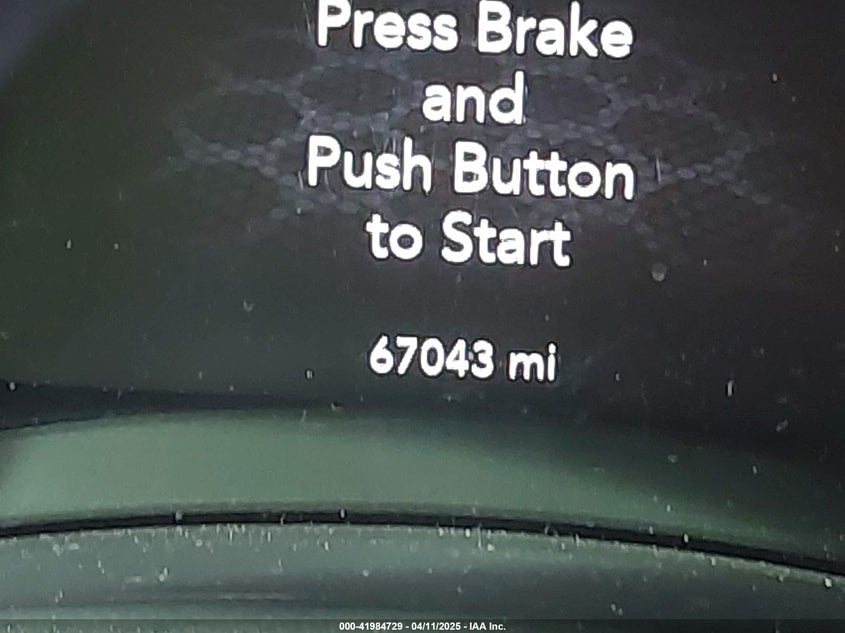 Press Brake
and
Push Button
to Start
67043 mi
000-41984729 - 04/11/2025 - IAA Inc.